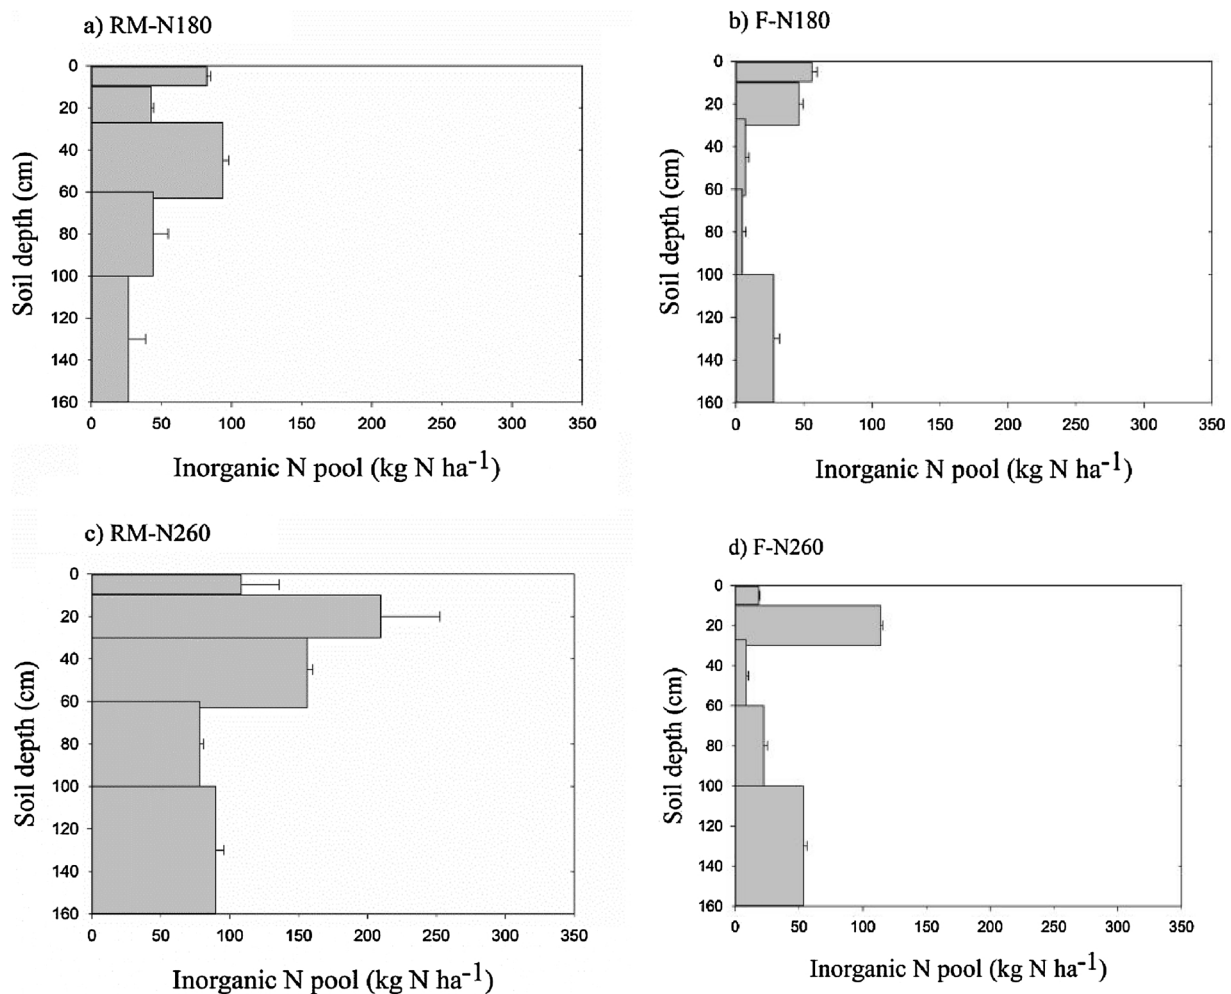 a) RM-N180
0
20
40
60
80
100
120
140
160
Soil depth (cm)
0 50 100 150 200 250 300 350
Inorganic N pool (kg N ha-1)
b) F-N180
0
20
40
60
80
100
120
140
160
Soil depth (cm)
0 50 100 150 200 250 300 350
Inorganic N pool (kg N ha-1)
c) RM-N260
0
20
40
60
80
100
120
140
160
Soil depth (cm)
0 50 100 150 200 250 300 350
Inorganic N pool (kg N ha-1)
d) F-N260
0
20
40
60
80
100
120
140
160
Soil depth (cm)
0 50 100 150 200 250 300 350
Inorganic N pool (kg N ha-1)